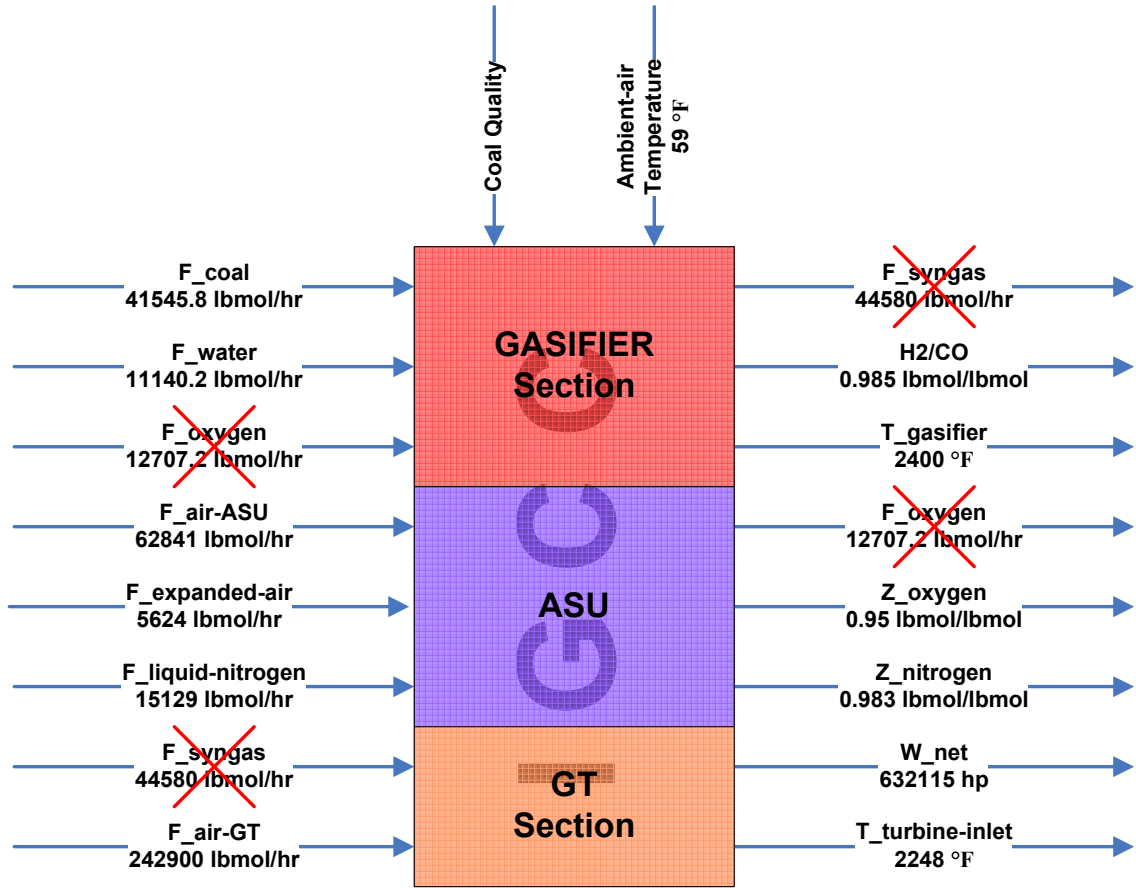 Coal Quality
Ambient-air
Temperature
59 °F
F_coal
41545.8 lbmol/hr
F_water
11140.2 lbmol/hr
F_oxygen
12707.2 lbmol/hr
F_air-ASU
62841 lbmol/hr
F_expanded-air
5624 lbmol/hr
F_liquid-nitrogen
15129 lbmol/hr
F_syngas
44580 lbmol/hr
F_air-GT
242900 lbmol/hr
GASIFIER
Section
ASU
GT
Section
IGCC
F_syngas
44580 lbmol/hr
H2/CO
0.985 lbmol/lbmol
T_gasifier
2400 °F
F_oxygen
12707.2 lbmol/hr
Z_oxygen
0.95 lbmol/lbmol
Z_nitrogen
0.983 lbmol/lbmol
W_net
632115 hp
T_turbine-inlet
2248 °F